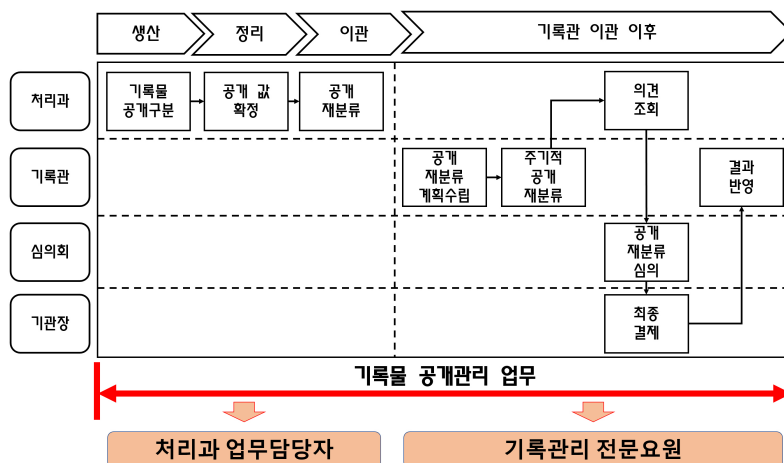 생산
정리
이관
기록관 이관 이후
처리과
기록물
공개구분
공개 값
확정
공개
재분류
의견
조회
기록관
공개
재분류
계획수립
주기적
공개
재분류
결과
반영
심의회
공개
재분류
심의
기관장
최종
결제
기록물 공개관리 업무
처리과 업무담당자
기록관리 전문요원